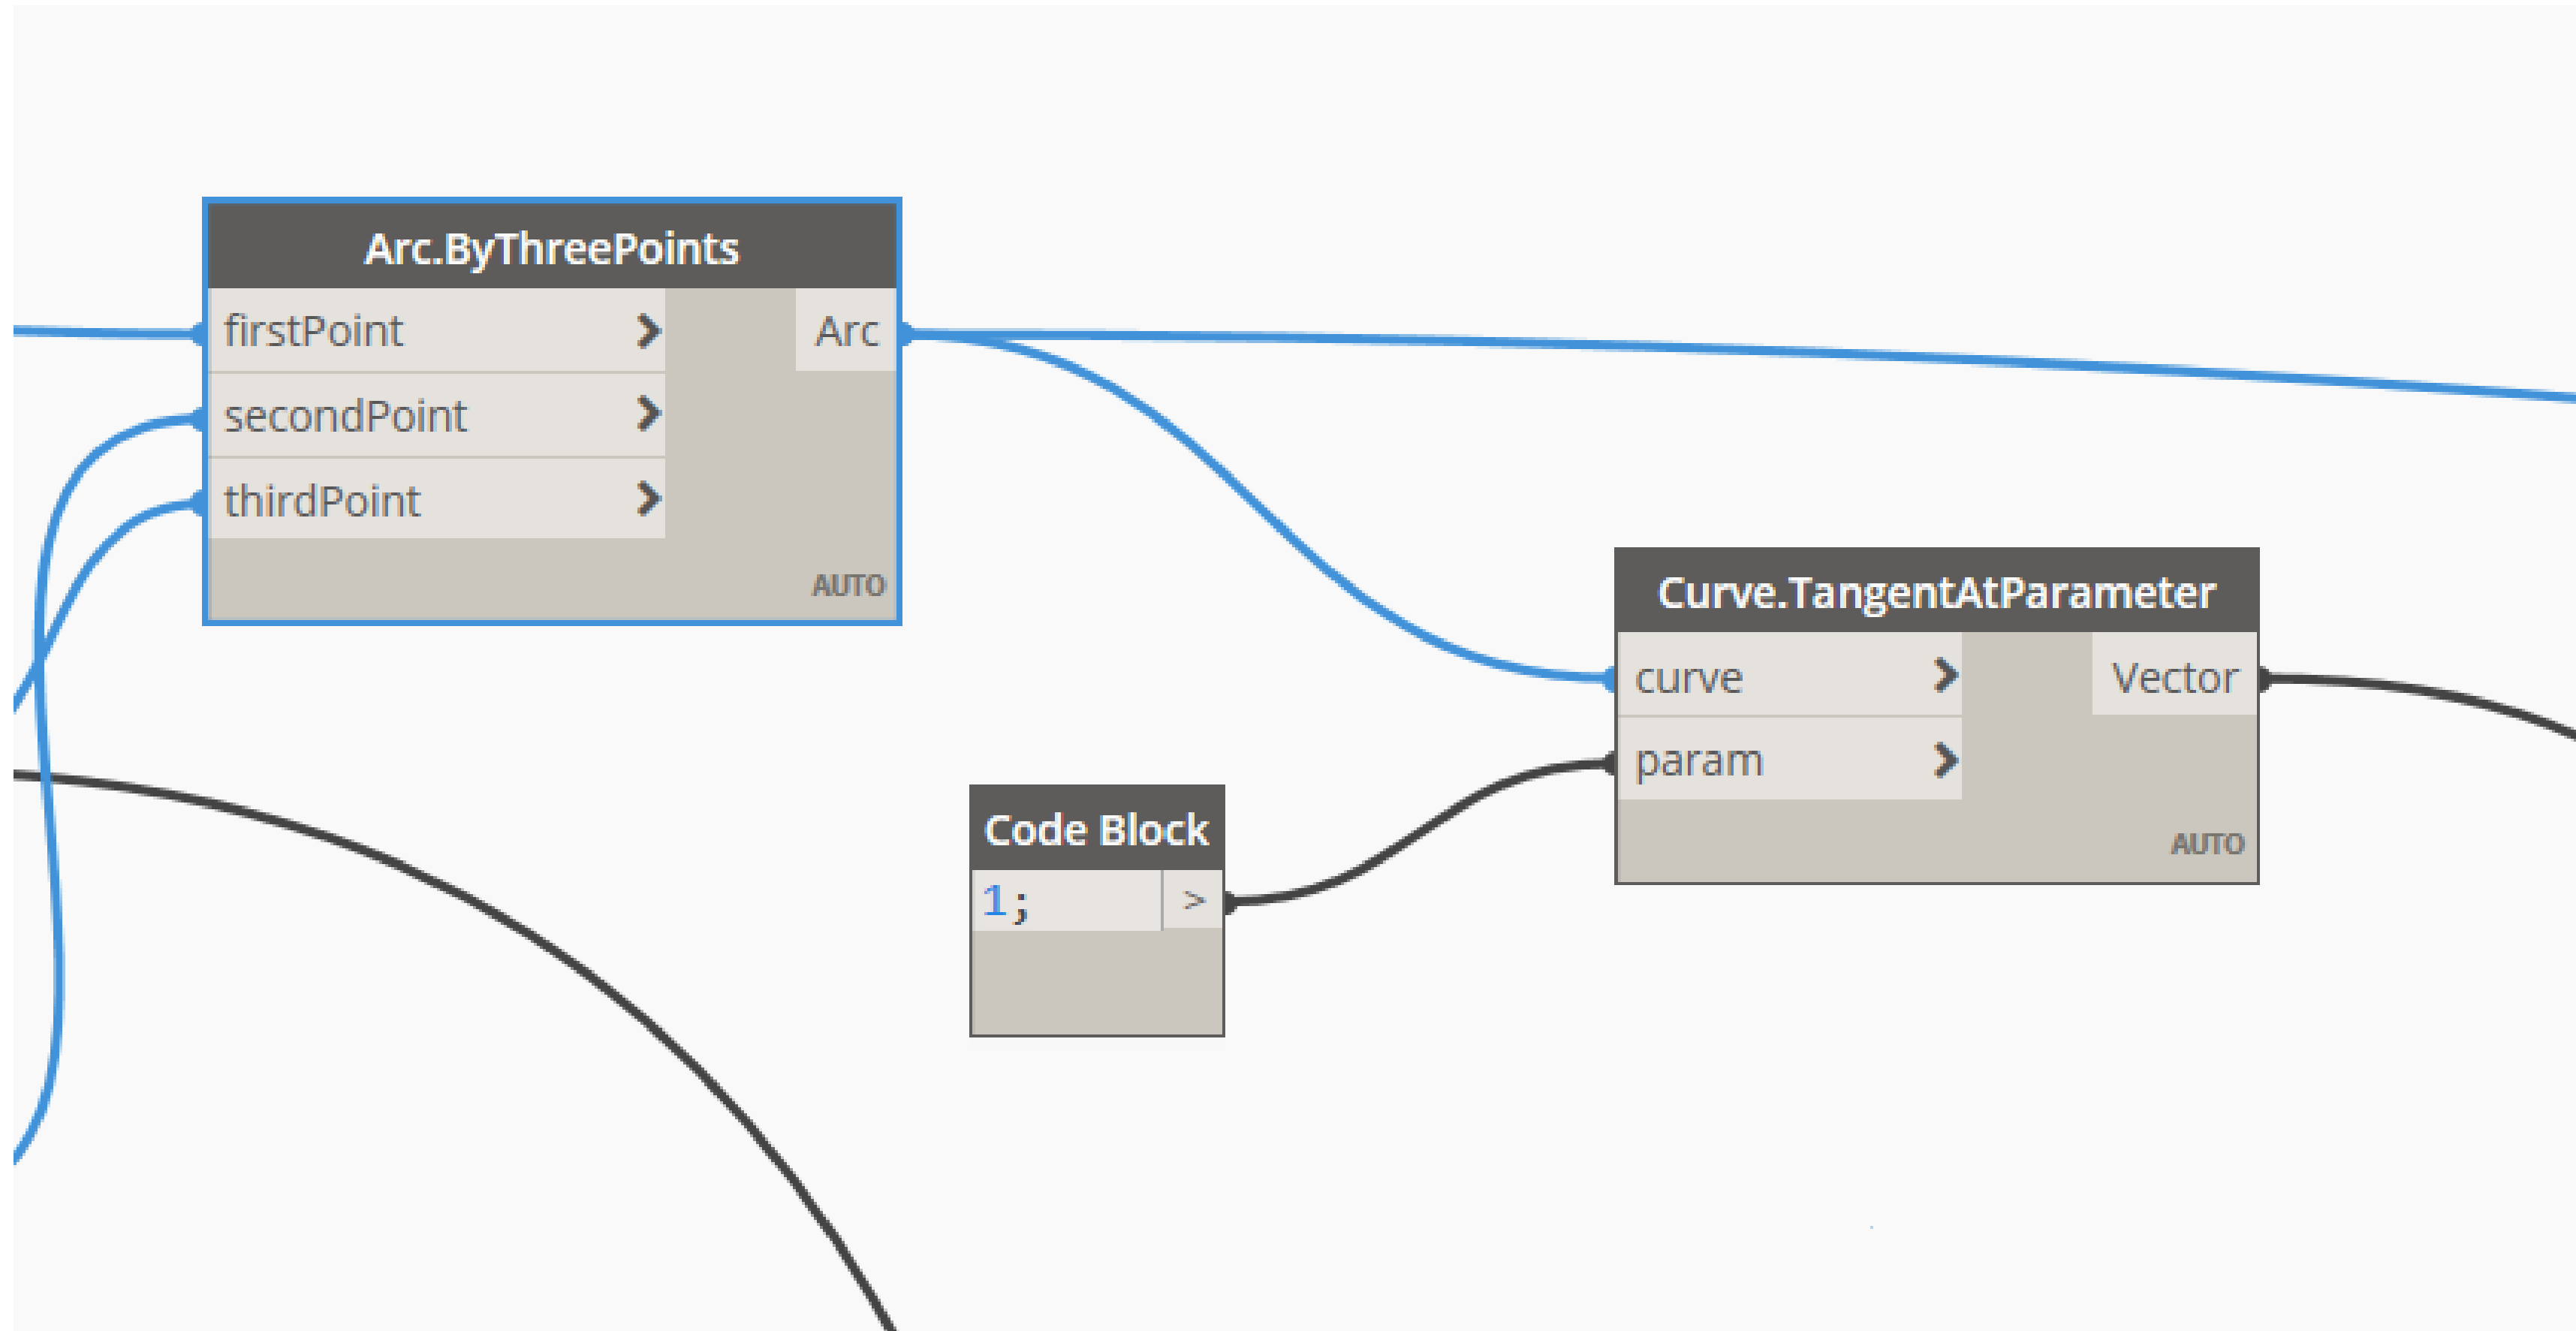 Arc.ByThreePoints
firstPoint
Arc
secondPoint
thirdPoint
AUTO
Curve.TangentAtParameter
curve
Vector
param
AUTO
Code Block
1; >